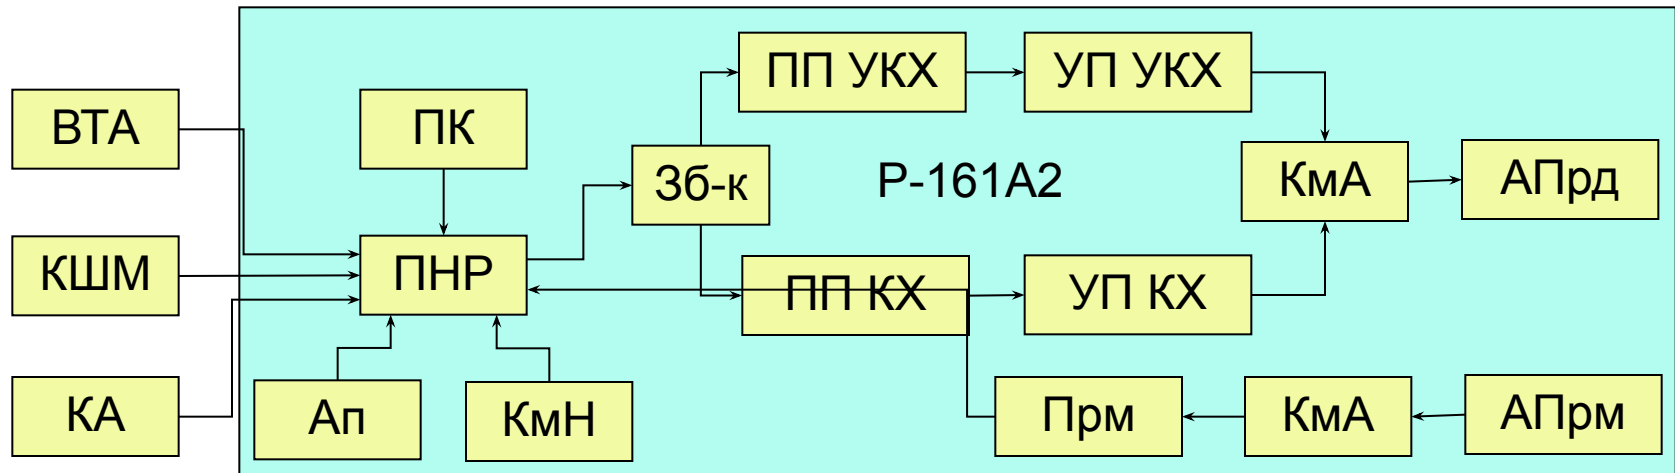 ПП УКХ
УП УКХ
ВТА
ПК
Зб-к
Р-161А2
КмА
АПрд
КШМ
ПНР
ПП КХ
УП КХ
КА
Ап
КмН
Прм
КмА
АПрм